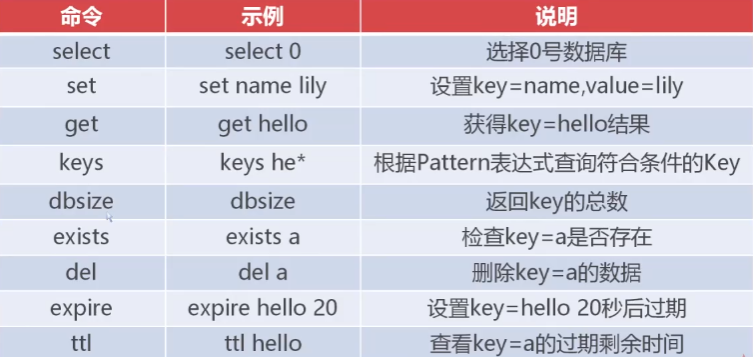 命令 示例 说明
select select 0 选择0号数据库
set set name lily 设置key=name,value=lily
get get hello 获得key=hello结果
keys keys he* 根据Pattern表达式查询符合条件的Key
dbsize dbsize 返回key的总数
exists exists a 检查key=a是否存在
del del a 删除key=a的数据
expire expire hello 20 设置key=hello 20秒后过期
ttl ttl hello 查看key=a的过期剩余时间